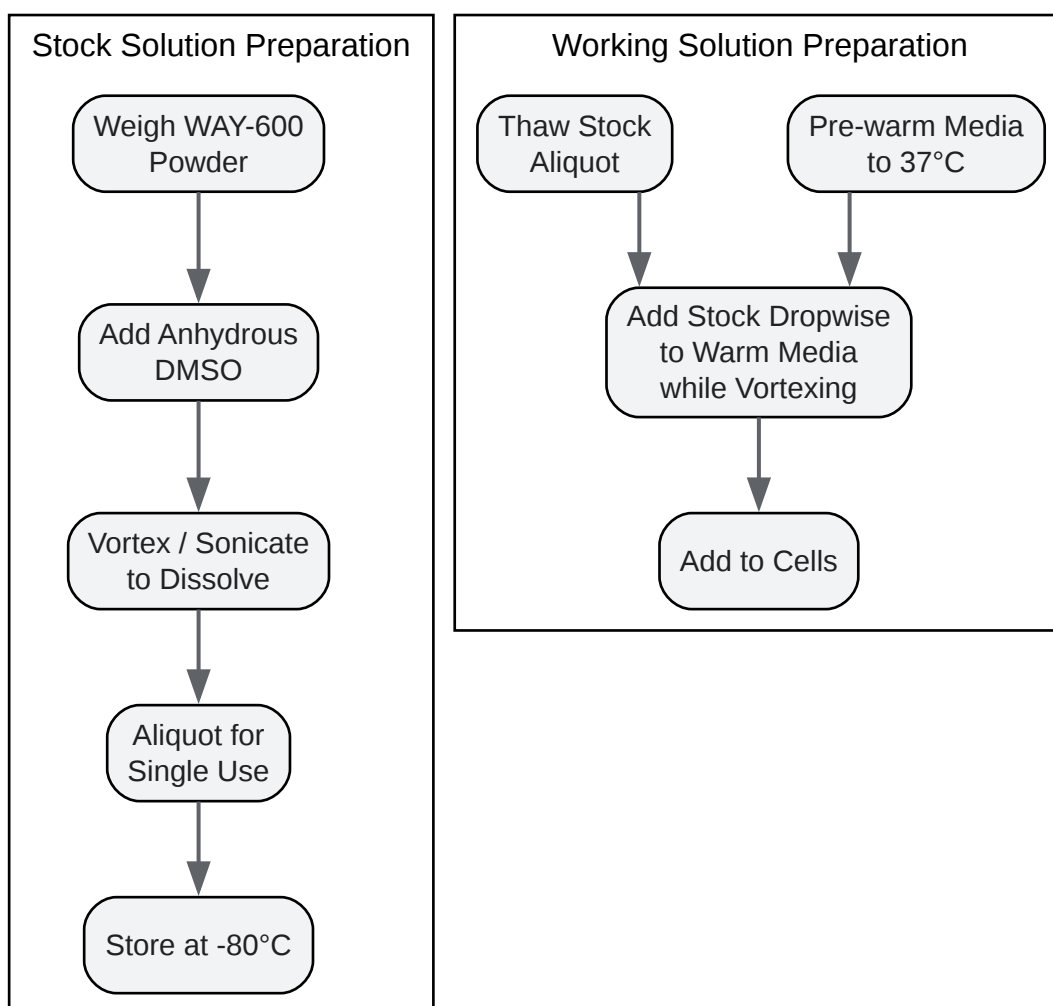 Stock Solution Preparation
Weigh WAY-600
Powder
Add Anhydrous
DMSO
Vortex / Sonicate
to Dissolve
Aliquot for
Single Use
Store at -80°C
Working Solution Preparation
Thaw Stock
Aliquot
Pre-warm Media
to 37°C
Add Stock Dropwise
to Warm Media
while Vortexing
Add to Cells